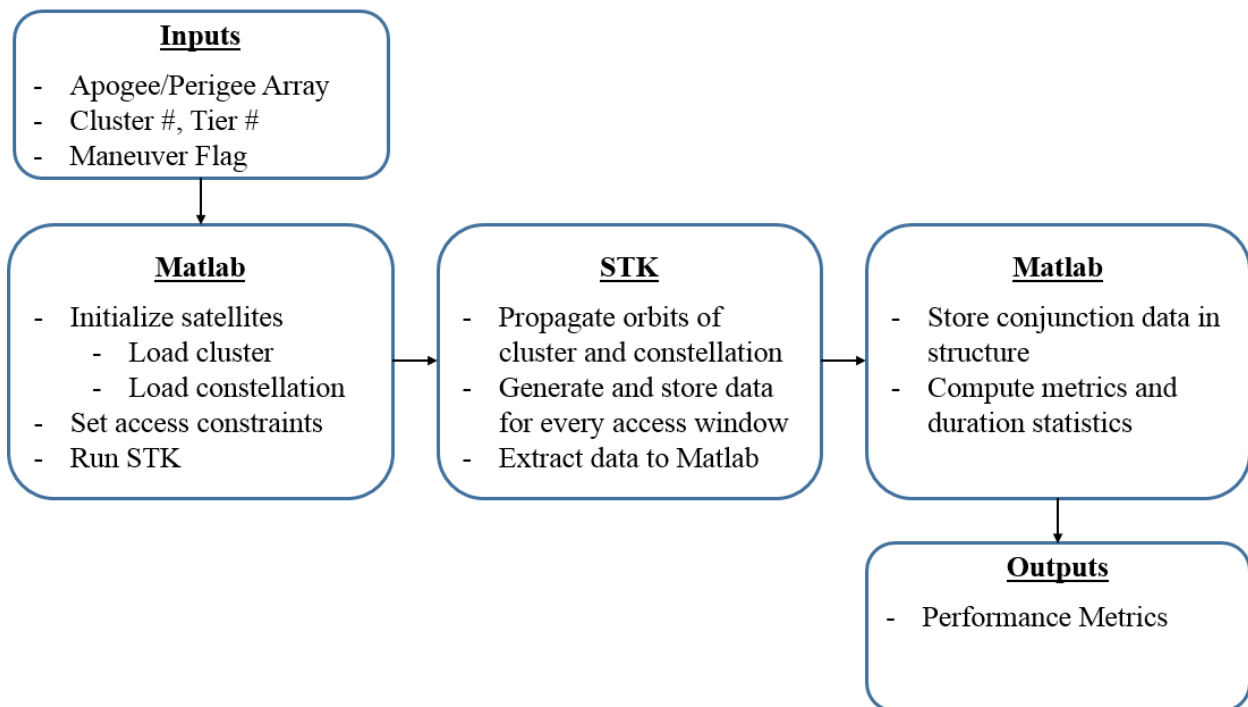 Inputs
- Apogee/Perigee Array
- Cluster #, Tier #
- Maneuver Flag
Matlab
- Initialize satellites
- Load cluster
- Load constellation
- Set access constraints
- Run STK
STK
- Propagate orbits of
cluster and constellation
- Generate and store data
for every access window
- Extract data to Matlab
Matlab
- Store conjunction data in
structure
- Compute metrics and
duration statistics
Outputs
- Performance Metrics